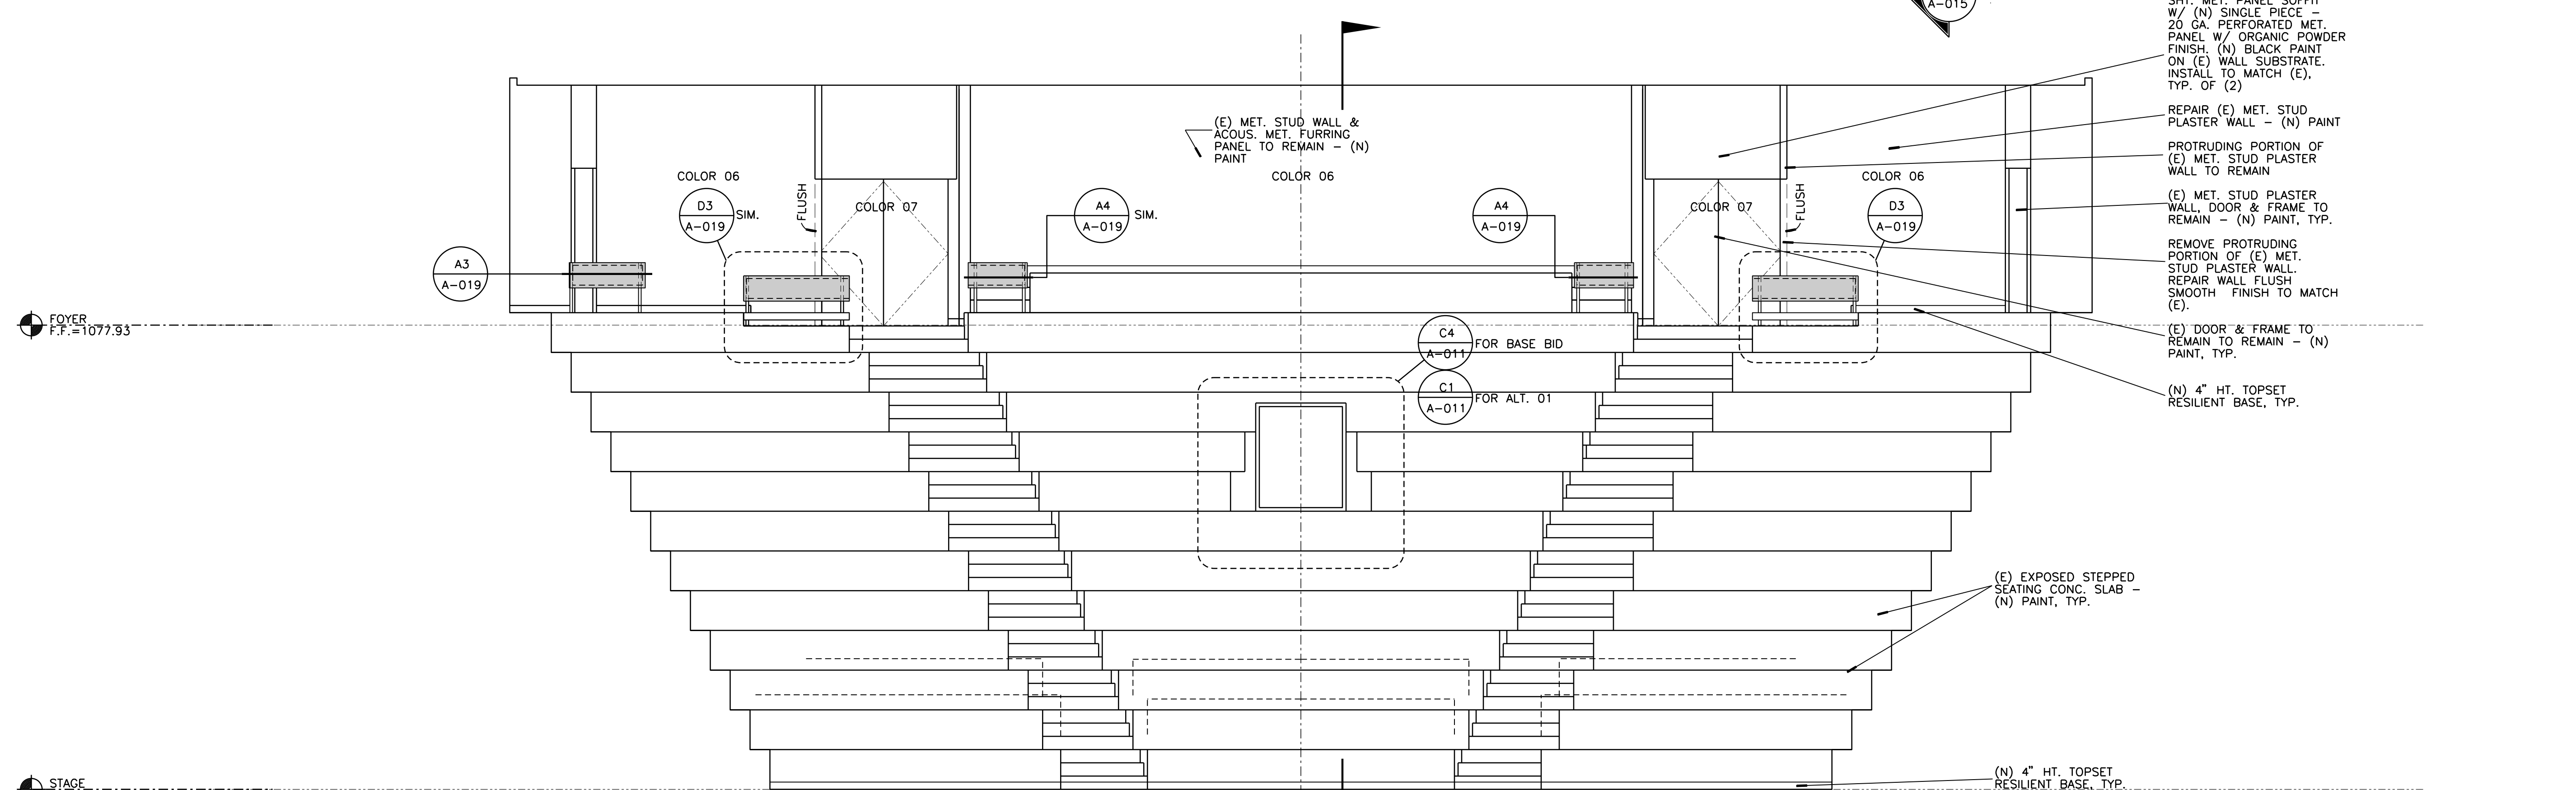 A-015
SHT. MET. PANEL SOFFIT
W/ (N) SINGLE PIECE -
20 GA. PERFORATED MET.
PANEL W/ ORGANIC POWDER
FINISH. (N) BLACK PAINT
ON (E) WALL SUBSTRATE.
INSTALL TO MATCH (E),
TYP. OF (2)
REPAIR (E) MET. STUD
PLASTER WALL - (N) PAINT
PROTRUDING PORTION OF
(E) MET. STUD PLASTER
WALL TO REMAIN
(E) MET. STUD PLASTER
WALL, DOOR & FRAME TO
REMAIN - (N) PAINT, TYP.
REMOVE PROTRUDING
PORTION OF (E) MET.
STUD PLASTER WALL.
REPAIR WALL FLUSH
SMOOTH FINISH TO MATCH
(E).
(E) DOOR & FRAME TO
REMAIN TO REMAIN - (N)
PAINT, TYP.
(N) 4" HT. TOPSET
RESILIENT BASE, TYP.
(E) MET. STUD WALL &
ACOUS. MET. FURRING
PANEL TO REMAIN - (N)
PAINT
COLOR 06
COLOR 06
COLOR 06
COLOR 07
COLOR 07
FLUSH
FLUSH
D3
A-019
SIM.
A4
A-019
SIM.
A4
A-019
D3
A-019
A3
A-019
FOYER
F.F.=1077.93
C4
A-011
FOR BASE BID
C1
A-011
FOR ALT. 01
(E) EXPOSED STEPPED
SEATING CONC. SLAB -
(N) PAINT, TYP.
STAGE
(N) 4" HT. TOPSET
RESILIENT BASE, TYP.